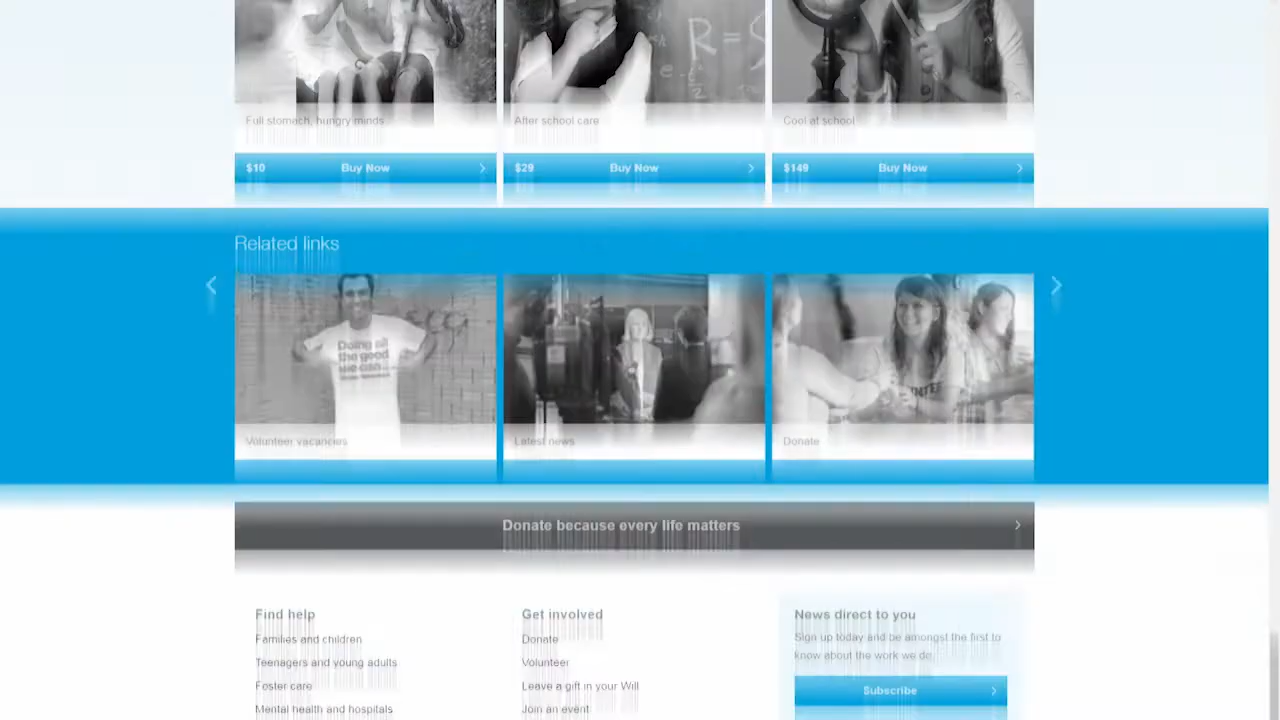 R = S
Full stomach, hungry minds
After school care
Cool at school
$10 Buy Now
$29 Buy Now
$149 Buy Now
Related links
Doing all
the good
we can...
Volunteer vacancies
Latest news
Donate
Donate because every life matters
Find help
Families and children
Teenagers and young adults
Foster care
Mental health and hospitals
Get involved
Donate
Volunteer
Leave a gift in your Will
Join an event
News direct to you
Sign up today and be amongst the first to
know about the work we do
Subscribe